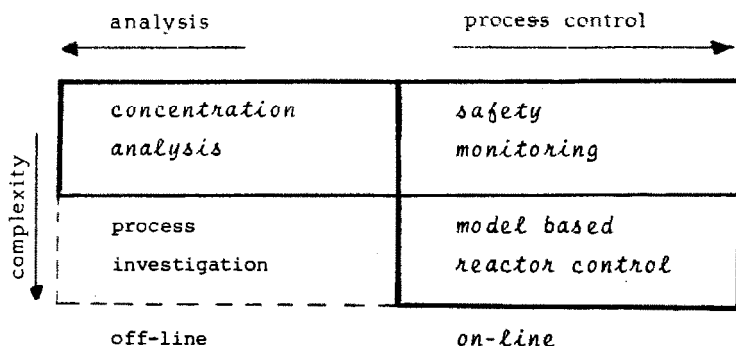 analysis
process control
complexity
concentration
analysis
safety
monitoring
process
investigation
model based
reactor control
off-line
on-line